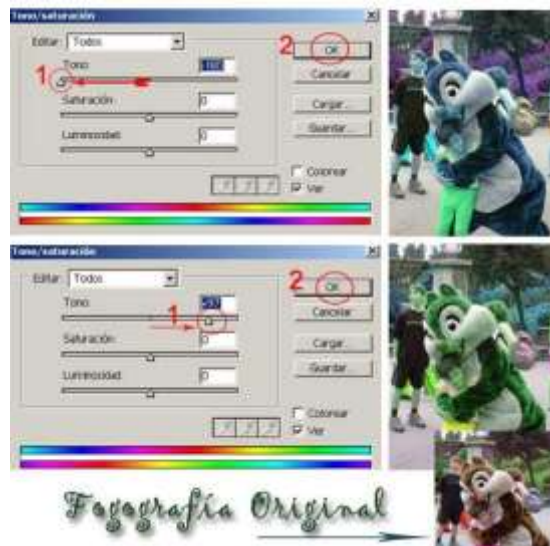 Tono/saturación
Editar: Todos
2 OK
Tono:
1
Cancelar
Saturación: 0
Cargar...
Luminosidad: 0
Guardar...
Colorear
Ver
Tono/saturación
Editar: Todos
2 OK
Tono:
1
Cancelar
Saturación: 0
Cargar...
Luminosidad: 0
Guardar...
Colorear
Ver
Fogografía Original